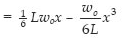 = 1/6 Lw₀x − w₀/6L x³